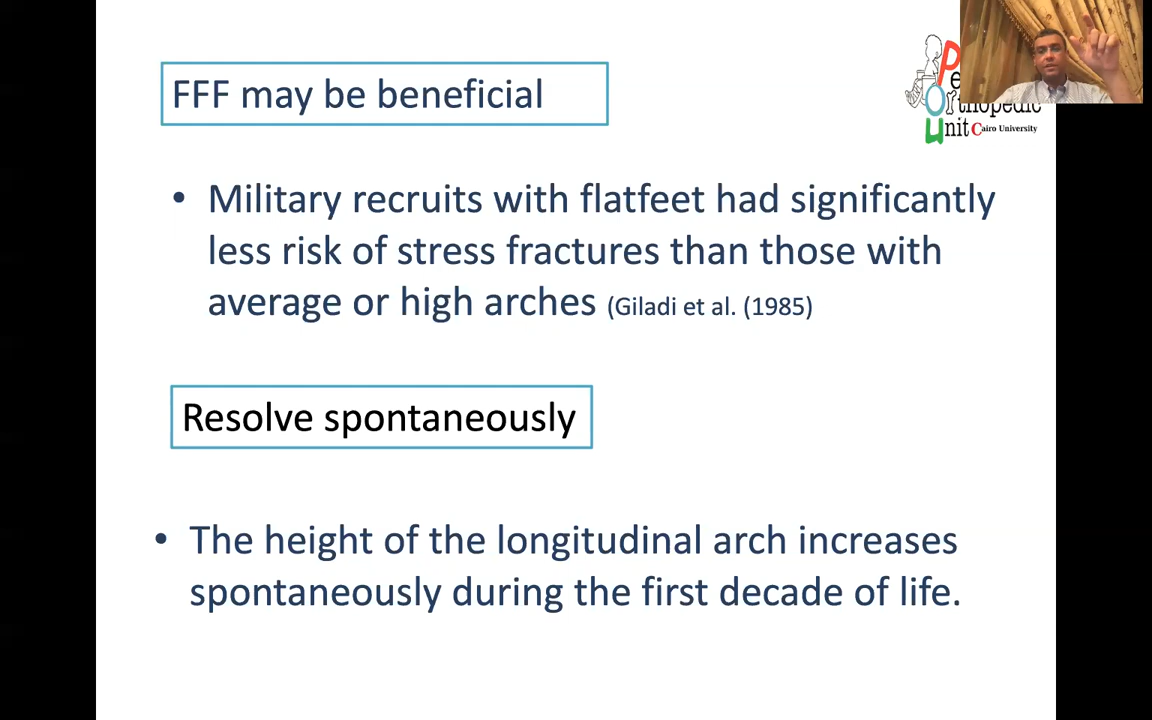 FFF may be beneficial
Orthopedic
Unit Cairo University
• Military recruits with flatfeet had significantly
less risk of stress fractures than those with
average or high arches (Giladi et al. (1985)
Resolve spontaneously
• The height of the longitudinal arch increases
spontaneously during the first decade of life.